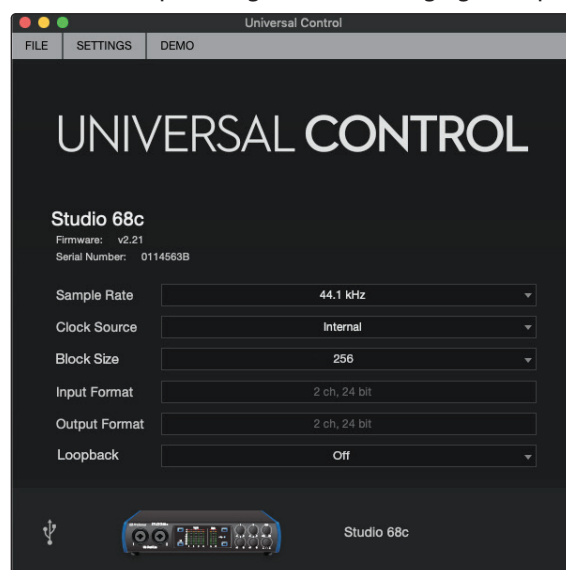 Universal Control
FILE SETTINGS DEMO
UNIVERSAL CONTROL
Studio 68c
Firmware: v2.21
Serial Number: 0114563B
Sample Rate 44.1 kHz
Clock Source Internal
Block Size 256
Input Format 2 ch, 24 bit
Output Format 2 ch, 24 bit
Loopback Off
Studio 68c